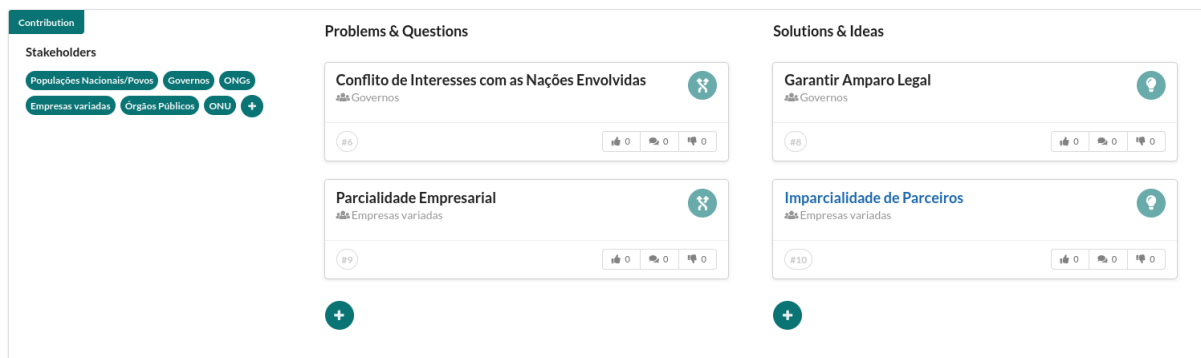 Contribution
Stakeholders
Populações Nacionais/Povos Governos ONGs
Empresas variadas Órgãos Públicos ONU
Problems & Questions
Conflito de Interesses com as Nações Envolvidas
Governos
#6 0 0 0
Parcialidade Empresarial
Empresas variadas
#9 0 0 0
Solutions & Ideas
Garantir Amparo Legal
Governos
#8 0 0 0
Imparcialidade de Parceiros
Empresas variadas
#10 0 0 0